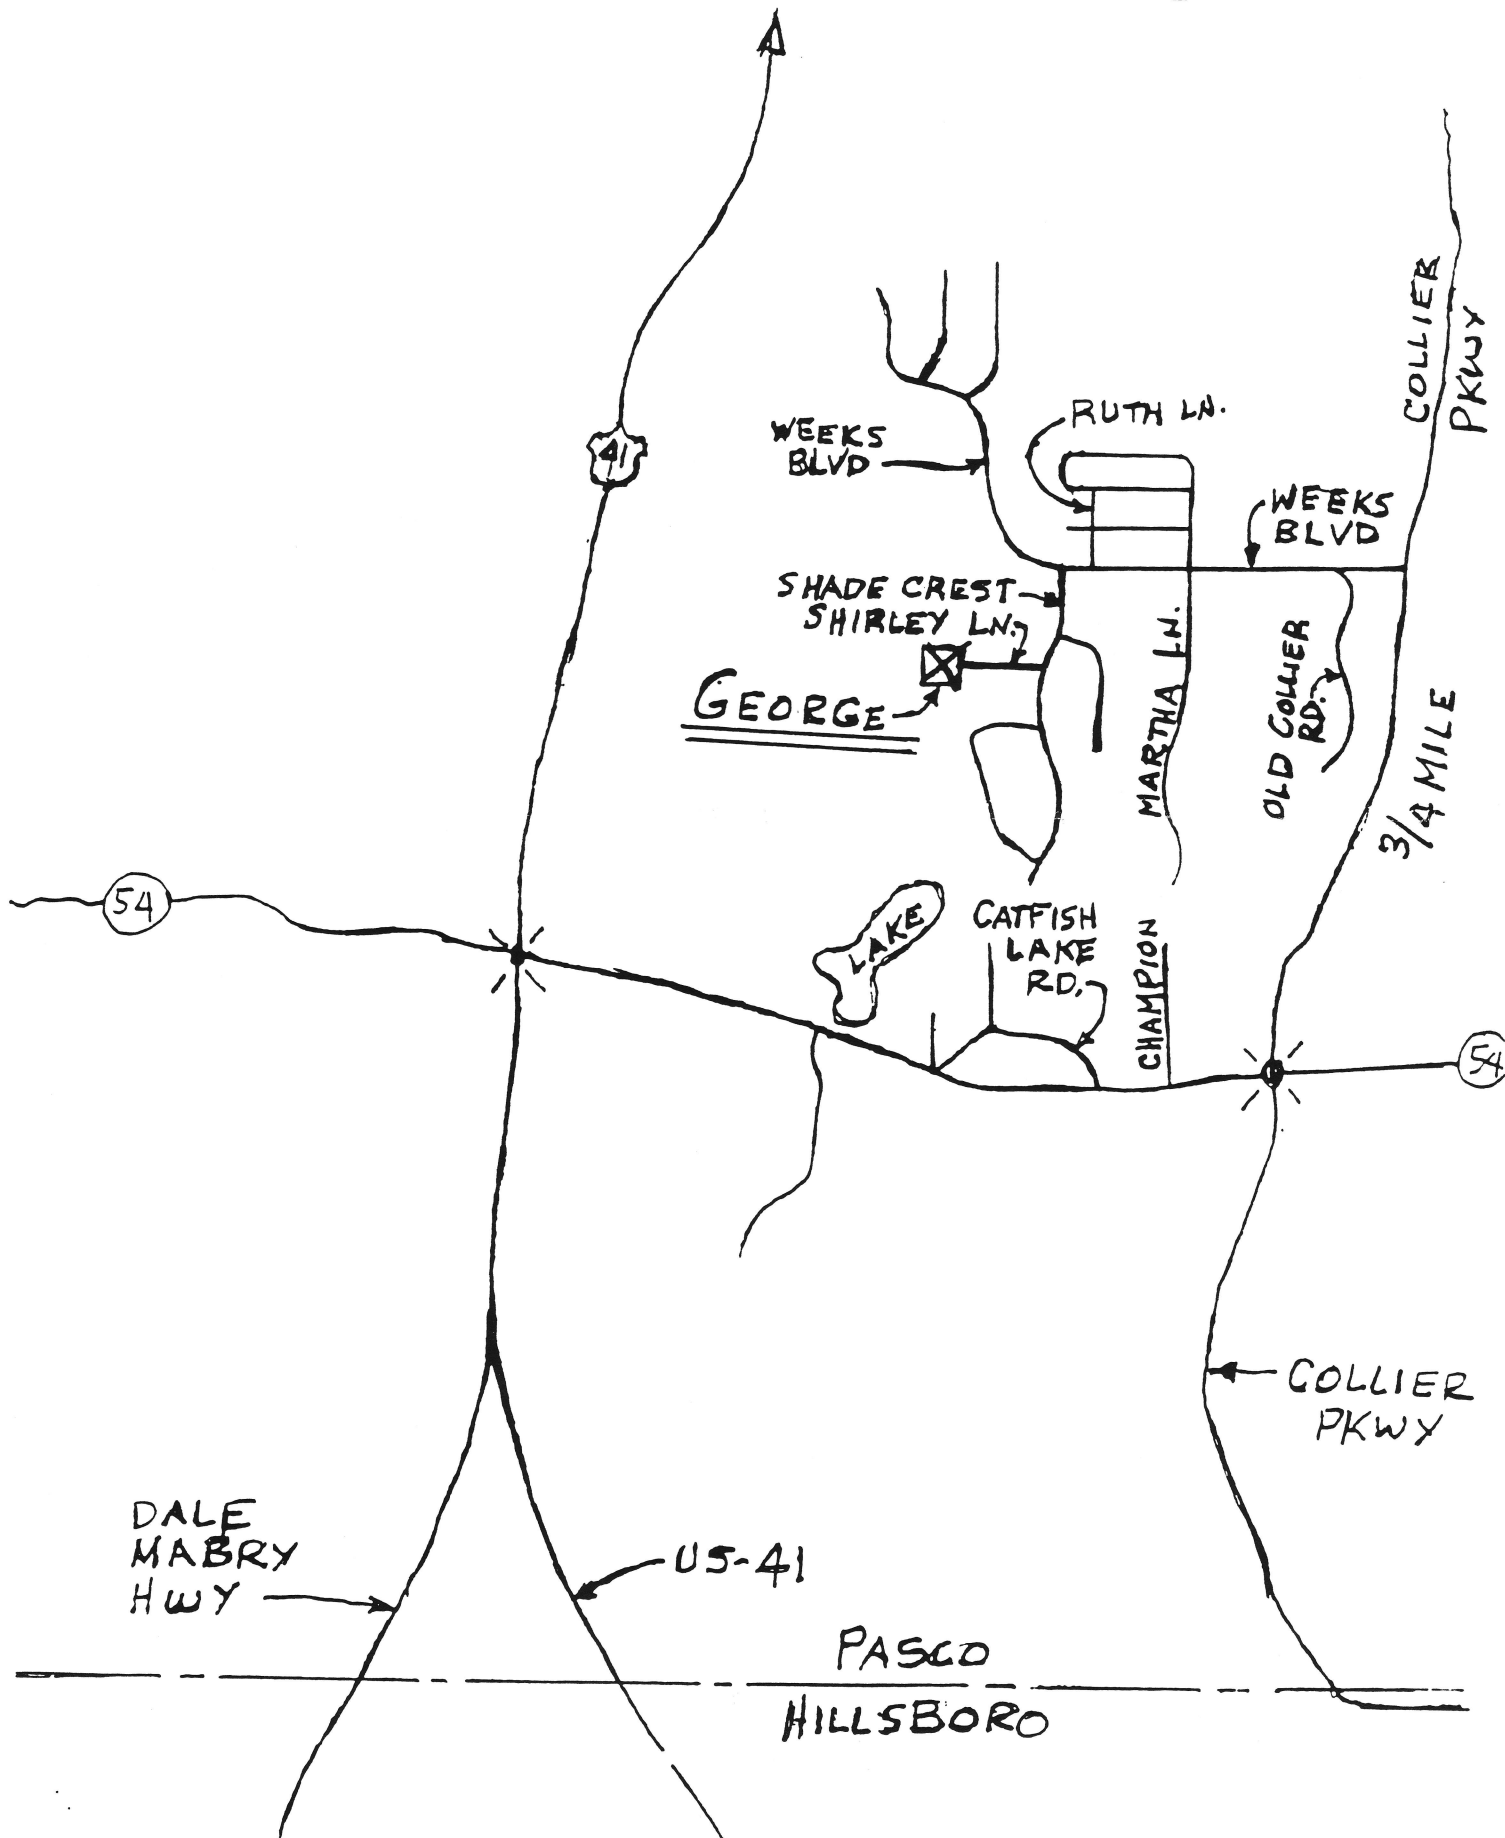 COLLIER
PKWY
RUTH LN.
WEEKS
BLVD
41
WEEKS
BLVD
SHADE CREST
SHIRLEY LN.
GEORGE
MARTHA LN.
OLD COLLIER
RD.
3/4 MILE
54
LAKE
CATFISH
LAKE
RD.
CHAMPION
54
COLLIER
PKWY
DALE
MABRY
HWY
US-41
PASCO
HILLSBORO